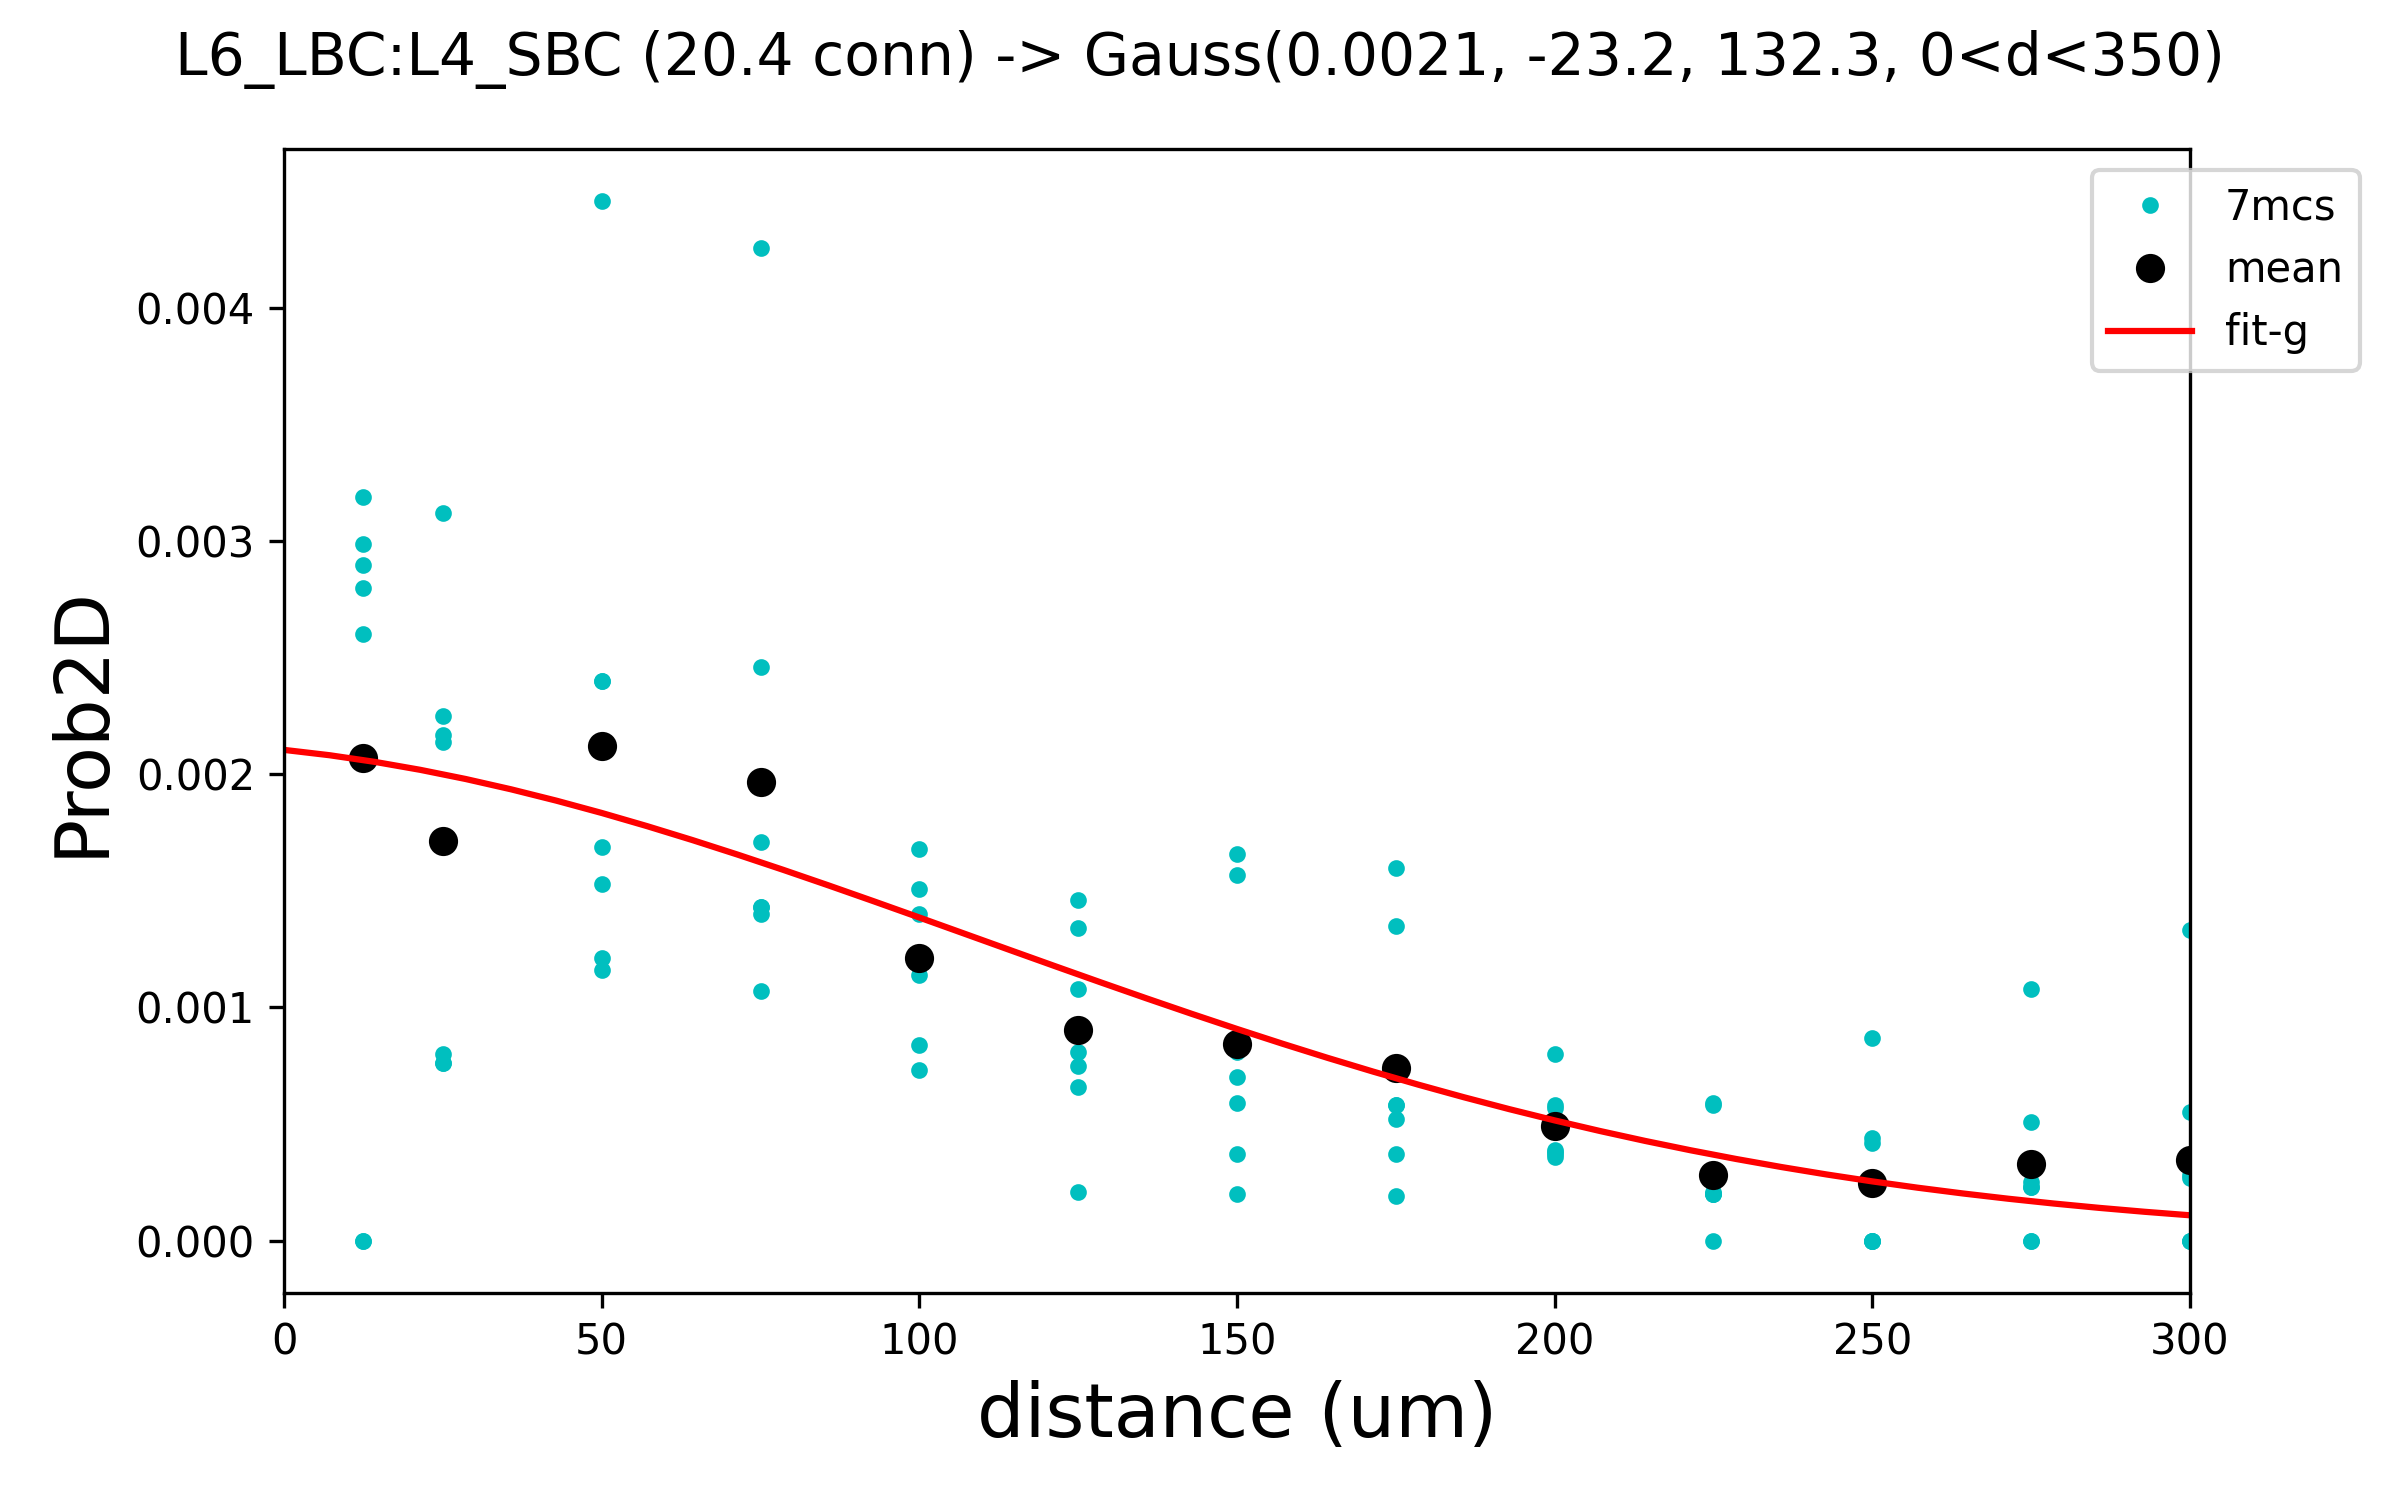 L6_LBC:L4_SBC (20.4 conn) -> Gauss(0.0021, -23.2, 132.3, 0<d<350)
7mcs
mean
fit-g
0.004
0.003
0.002
0.001
0.000
Prob2D
0 50 100 150 200 250 300
distance (um)